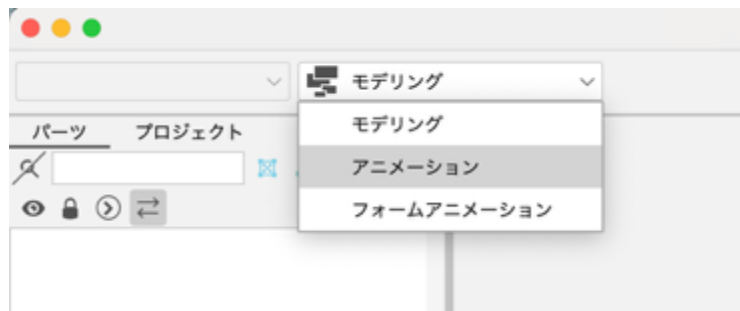 モデリング
モデリング
パーツ プロジェクト
アニメーション
フォームアニメーション